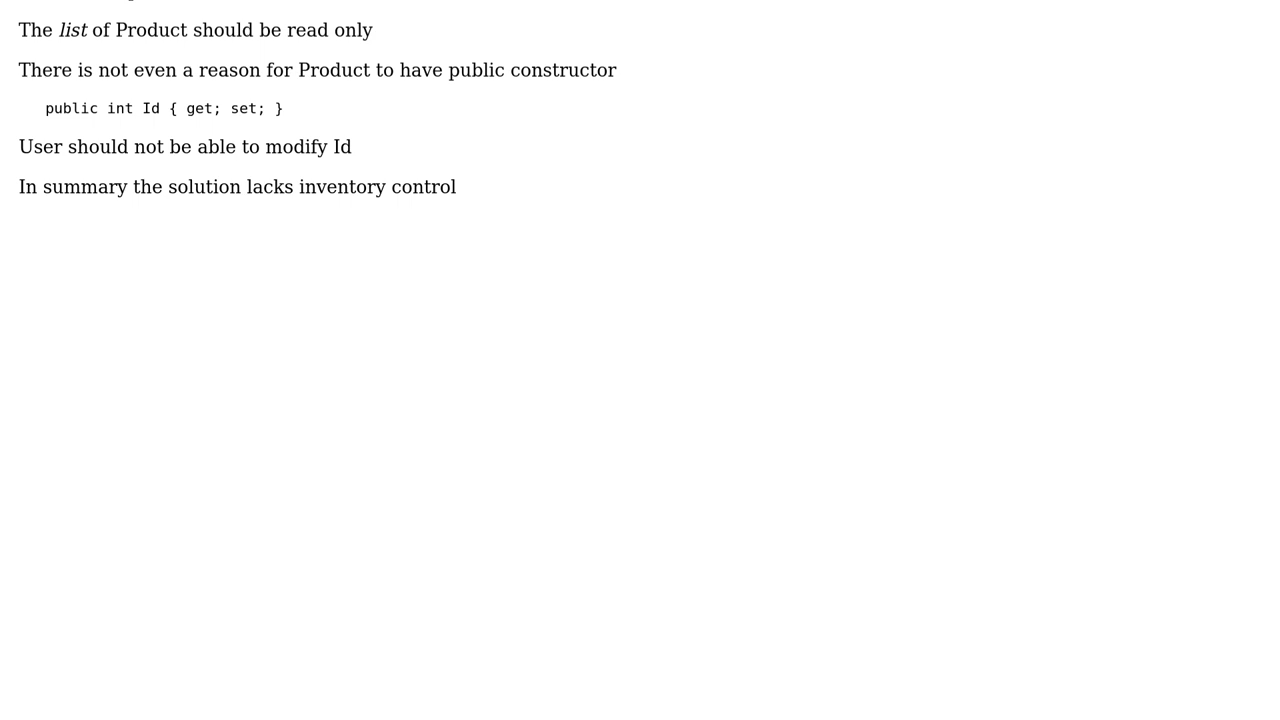 The list of Product should be read only
There is not even a reason for Product to have public constructor
public int Id { get; set; }
User should not be able to modify Id
In summary the solution lacks inventory control